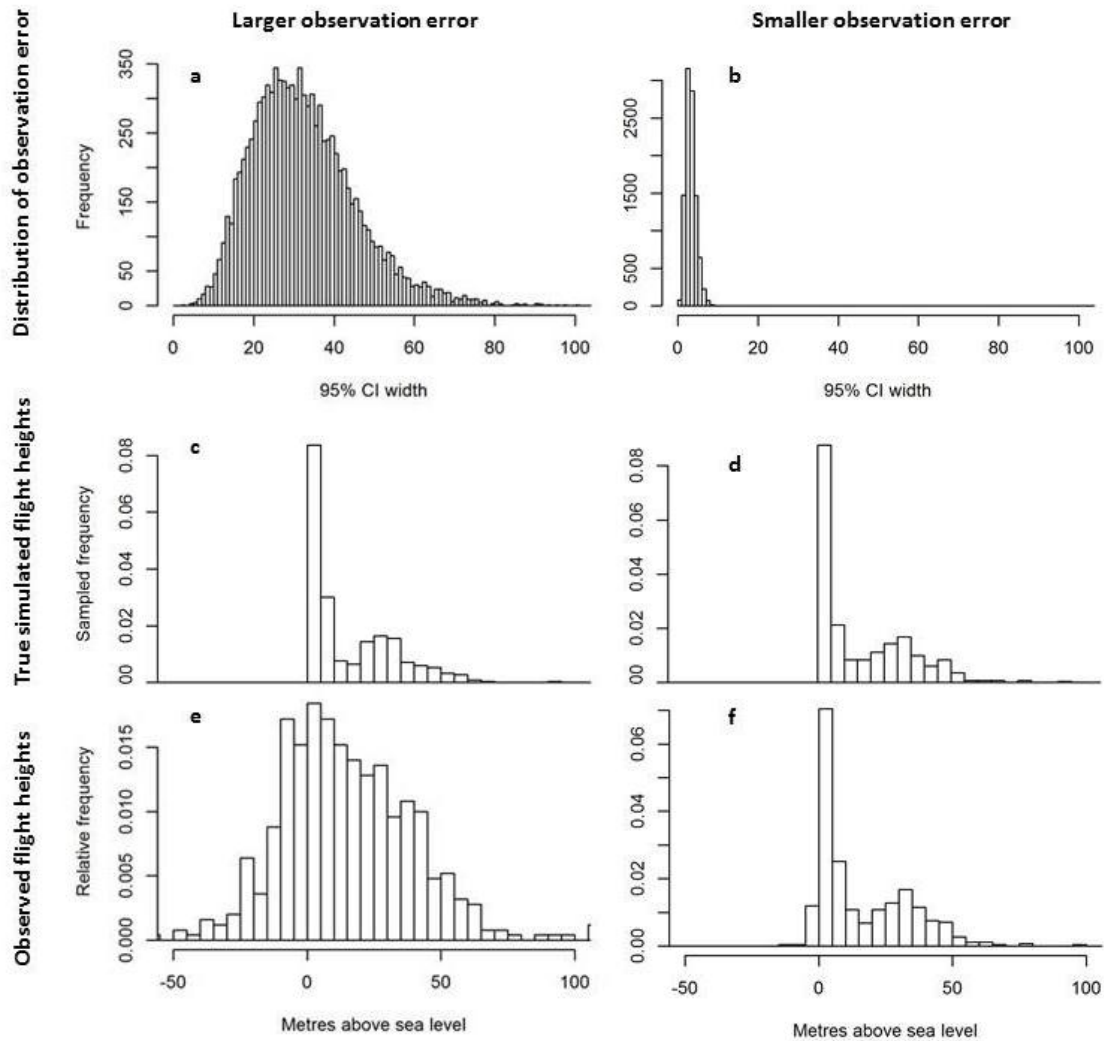 Larger observation error
Smaller observation error
Distribution of observation error
a
Frequency
350
250
150
50
0
0 20 40 60 80 100
95% CI width
b
2500
1500
500
0
0 20 40 60 80 100
95% CI width
True simulated flight heights
c
Sampled frequency
0.08
0.06
0.04
0.02
0.00
d
0.08
0.06
0.04
0.02
0.00
Observed flight heights
e
Relative frequency
0.015
0.010
0.005
0.000
-50 0 50 100
Metres above sea level
f
0.06
0.04
0.02
0.00
-50 0 50 100
Metres above sea level